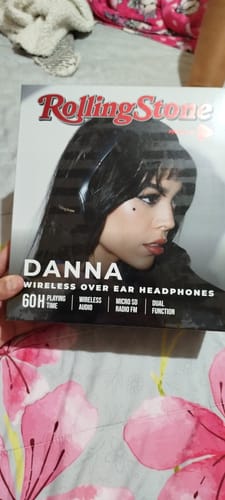 RollingStone
DANNA
WIRELESS OVER EAR HEADPHONES
60H PLAYING TIME
WIRELESS AUDIO
MICRO SD RADIO FM
DUAL FUNCTION